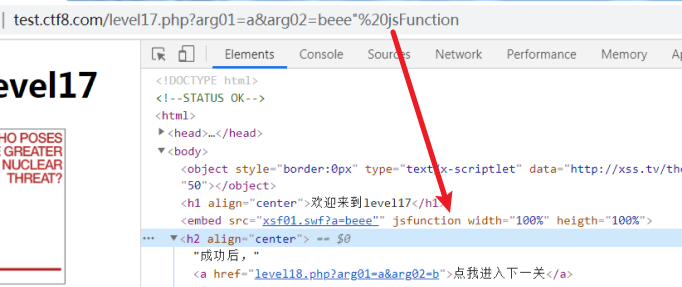 test.ctf8.com/level17.php?arg01=a&arg02=beee"%20jsFunction
Elements Console Sources Network Performance Memory
evel17
HO POSES
GREATER
NUCLEAR
THREAT?
<!DOCTYPE html>
<!--STATUS OK-->
<html>
<head>…</head>
<body>
<object style="border:0px" type="text/x-scriptlet" data="http://xss.tv/the
"50"></object>
<h1 align="center">欢迎来到level17</h1
<embed src="xsf01.swf?a=beee"" jsfunction width="100%" heigth="100%">
··· <h2 align="center"> == $0
"成功后，"
<a href="level18.php?arg01=a&arg02=b">点我进入下一关</a>